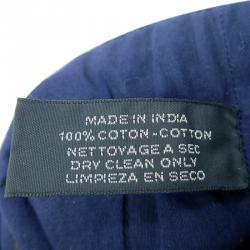 MADE IN INDIA
100% COTON-COTTON
NETTOYAGE A SEC
DRY CLEAN ONLY
LIMPIEZA EN SECO